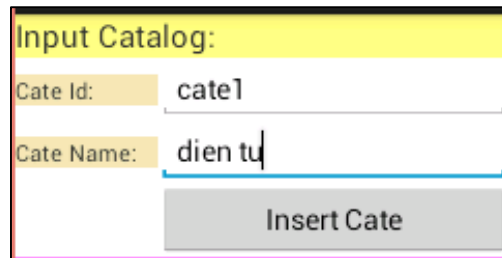 Input Catalog:
Cate Id: cate1
Cate Name: dien tu
Insert Cate